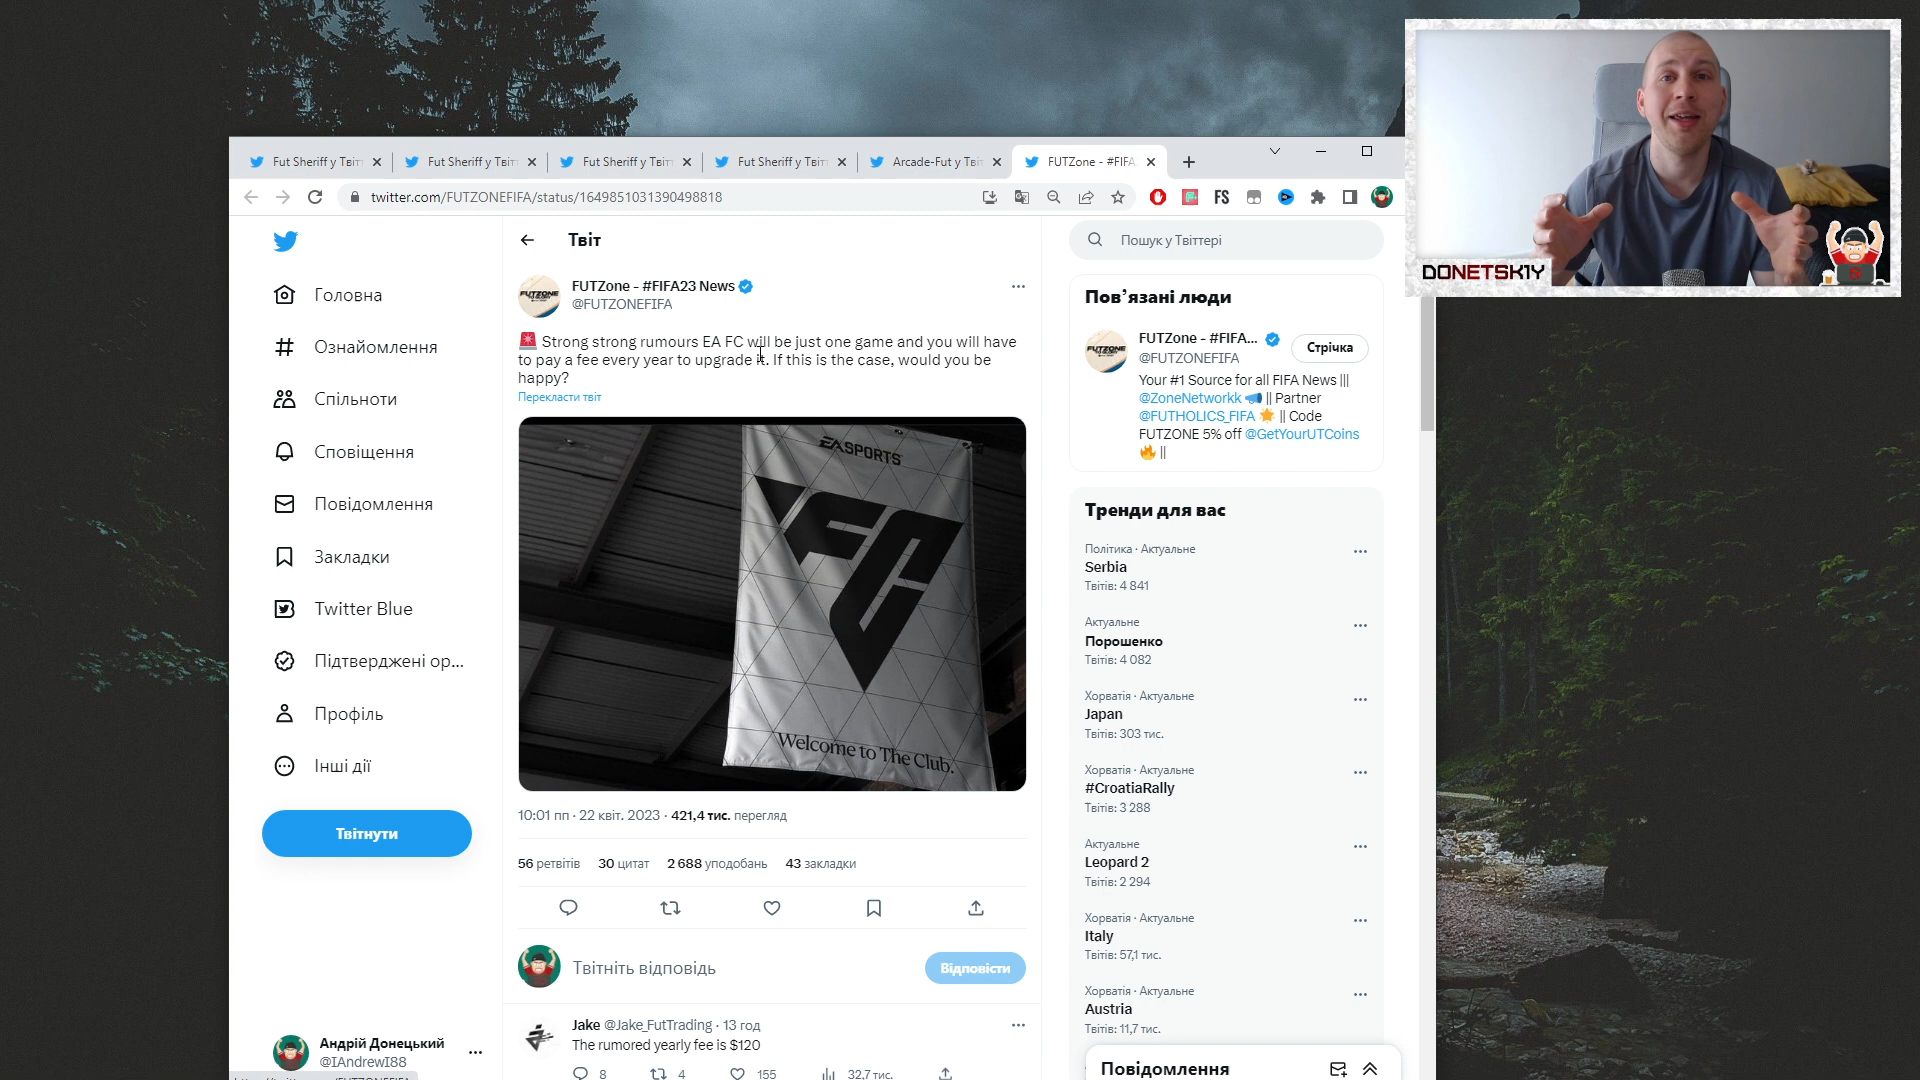 Fut Sheriff у Твіт
Fut Sheriff у Твіт
Fut Sheriff у Твіт
Fut Sheriff у Твіт
Arcade-Fut у Твіт
FUTZone - #FIFA
twitter.com/FUTZONEFIFA/status/1649851031390498818
FS
DONETSK1Y
Головна
Ознайомлення
Спільноти
Сповіщення
Повідомлення
Закладки
Twitter Blue
Підтверджені ор...
Профіль
Інші дії
Твітнути
Андрій Донецький
@IAndrewI88
Твіт
FUTZone - #FIFA23 News
@FUTZONEFIFA
Strong strong rumours EA FC will be just one game and you will have
to pay a fee every year to upgrade it. If this is the case, would you be
happy?
Перекласти твіт
EA SPORTS
FC
Welcome to The Club.
10:01 пп · 22 квіт. 2023 · 421,4 тис. перегляд
56 ретвітів 30 цитат 2 688 уподобань 43 закладки
Твітніть відповідь
Відповісти
Jake @Jake_FutTrading · 13 год
The rumored yearly fee is $120
8 4 155 32,7 тис.
Пошук у Твіттері
Пов’язані люди
FUTZone - #FIFA...
@FUTZONEFIFA
Стрічка
Your #1 Source for all FIFA News |||
@ZoneNetworkk || Partner
@FUTHOLICS_FIFA || Code
FUTZONE 5% off @GetYourUTCoins
||
Тренди для вас
Політика · Актуальне
Serbia
Твітів: 4 841
Актуальне
Порошенко
Твітів: 4 082
Хорватія · Актуальне
Japan
Твітів: 303 тис.
Хорватія · Актуальне
#CroatiaRally
Твітів: 3 288
Актуальне
Leopard 2
Твітів: 2 294
Хорватія · Актуальне
Italy
Твітів: 57,1 тис.
Хорватія · Актуальне
Austria
Твітів: 11,7 тис.
Повідомлення